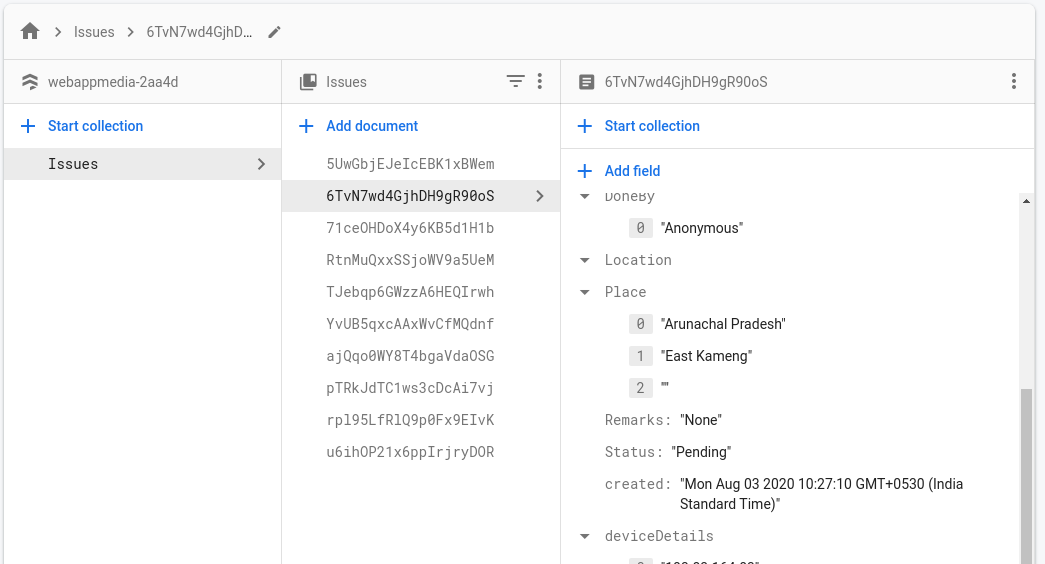 Issues
6TvN7wd4GjhD...
webappmedia-2aa4d
Start collection
Issues
Issues
Add document
5UwGbjEJeIcEBK1xBWem
6TvN7wd4GjhDH9gR90oS
71ceOHDoX4y6KB5d1H1b
RtnMuQxxSSjoWV9a5UeM
TJebqp6GWzzA6HEQIrwh
YvUB5qxcAAxWvCfMQdnf
ajQqo0WY8T4bgaVdaOSG
pTRkJdTC1ws3cDcAi7vj
rpl95LfRlQ9p0Fx9EIvK
u6ihOP21x6ppIrjryDOR
6TvN7wd4GjhDH9gR90oS
Start collection
Add field
DoneBy
0 "Anonymous"
Location
Place
0 "Arunachal Pradesh"
1 "East Kameng"
2 ""
Remarks: "None"
Status: "Pending"
created: "Mon Aug 03 2020 10:27:10 GMT+0530 (India
Standard Time)"
deviceDetails